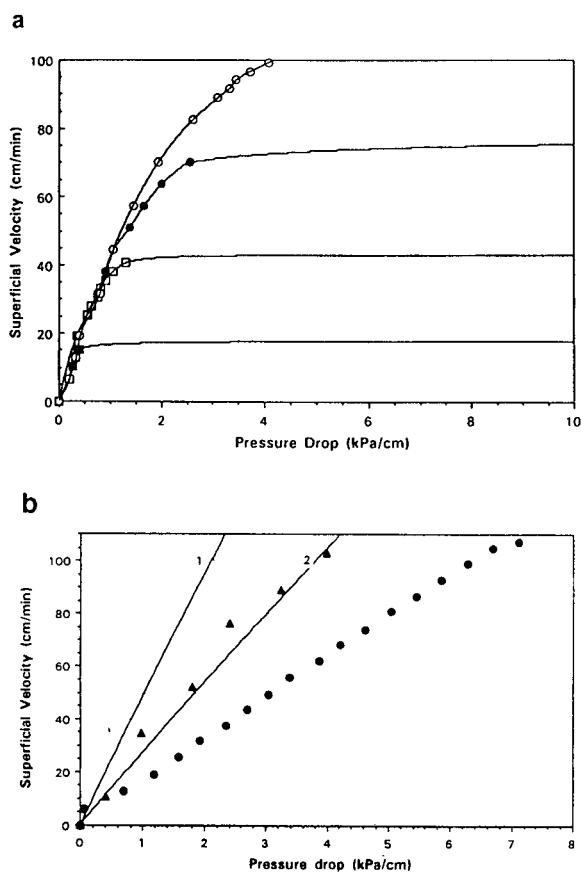 a
100
80
60
40
20
0
Superficial Velocity (cm/min)
0 2 4 6 8 10
Pressure Drop (kPa/cm)
b
100
80
60
40
20
0
Superficial Velocity (cm/min)
1
2
0 1 2 3 4 5 6 7 8
Pressure drop (kPa/cm)